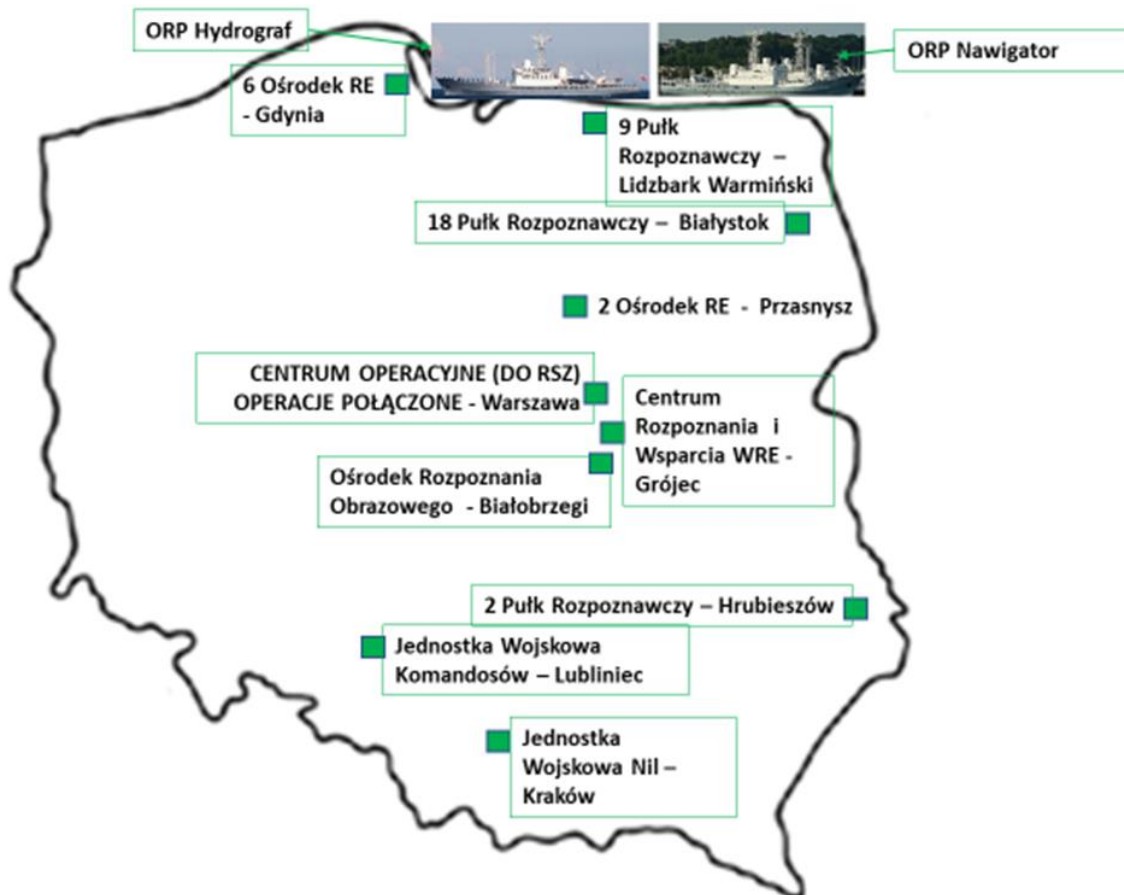 ORP Hydrograf
ORP Nawigator
6 Ośrodek RE
- Gdynia
9 Pułk
Rozpoznawczy –
Lidzbark Warmiński
18 Pułk Rozpoznawczy – Białystok
2 Ośrodek RE - Przasnysz
CENTRUM OPERACYJNE (DO RSZ)
OPERACJE POŁĄCZONE - Warszawa
Centrum
Rozpoznania i
Wsparcia WRE -
Grójec
Ośrodek Rozpoznania
Obrazowego - Białobrzegi
2 Pułk Rozpoznawczy – Hrubieszów
Jednostka Wojskowa
Komandosów – Lubliniec
Jednostka
Wojskowa Nil –
Kraków